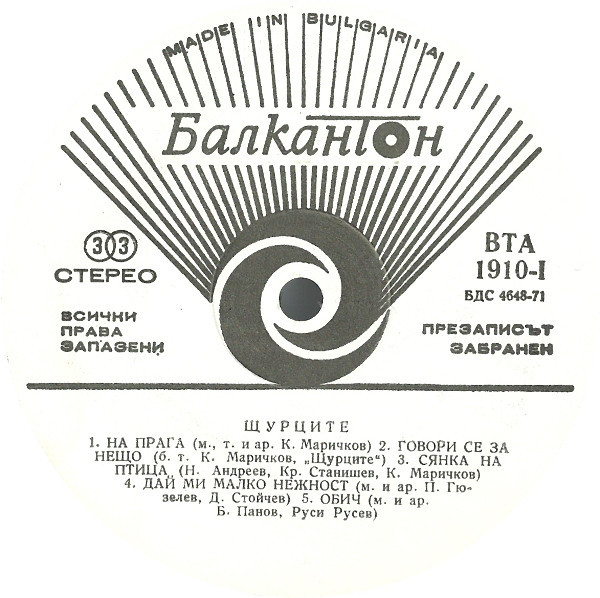 MADE IN BULGARIA
Балкантон
33
СТЕРЕО
ВТА
1910-I
БДС 4648-71
ВСИЧКИ
ПРАВА
ЗАПАЗЕНИ
ПРЕЗАПИСЪТ
ЗАБРАНЕН
ЩУРЦИТЕ
1. НА ПРАГА (м., т. и ар. К. Маричков) 2. ГОВОРИ СЕ ЗА
НЕЩО (б. т. К. Маричков, „Щурците“) 3. СЯНКА НА
ПТИЦА (Н. Андреев, Кр. Станишев, К. Маричков)
4. ДАЙ МИ МАЛКО НЕЖНОСТ (м. и ар. П. Гю-
зелев, Д. Стойчев) 5. ОБИЧ (м. и ар.
Б. Панов, Руси Русев)